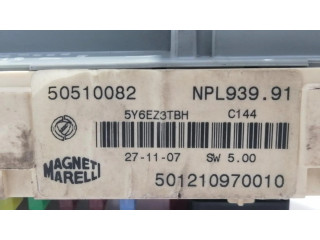 50510082 NPL939.91
5Y6EZ3TBH C144
27-11-07 SW 5.00
MAGNETI
MARELLI
501210970010